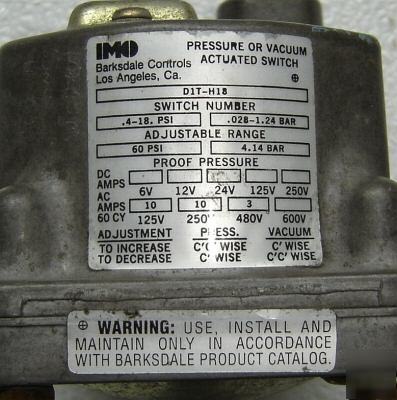 IMO
PRESSURE OR VACUUM
ACTUATED SWITCH
Barksdale Controls
Los Angeles, Ca.
D1T-H18
SWITCH NUMBER
.4-18. PSI .028-1.24 BAR
ADJUSTABLE RANGE
60 PSI 4.14 BAR
PROOF PRESSURE
DC
AMPS
6V 12V 24V 125V 250V
AC
AMPS 10 10 3
60 CY 125V 250V 480V 600V
ADJUSTMENT PRESS. VACUUM
TO INCREASE C'C' WISE C' WISE
TO DECREASE C' WISE C'C' WISE
⊕ WARNING: USE, INSTALL AND
MAINTAIN ONLY IN ACCORDANCE
WITH BARKSDALE PRODUCT CATALOG.